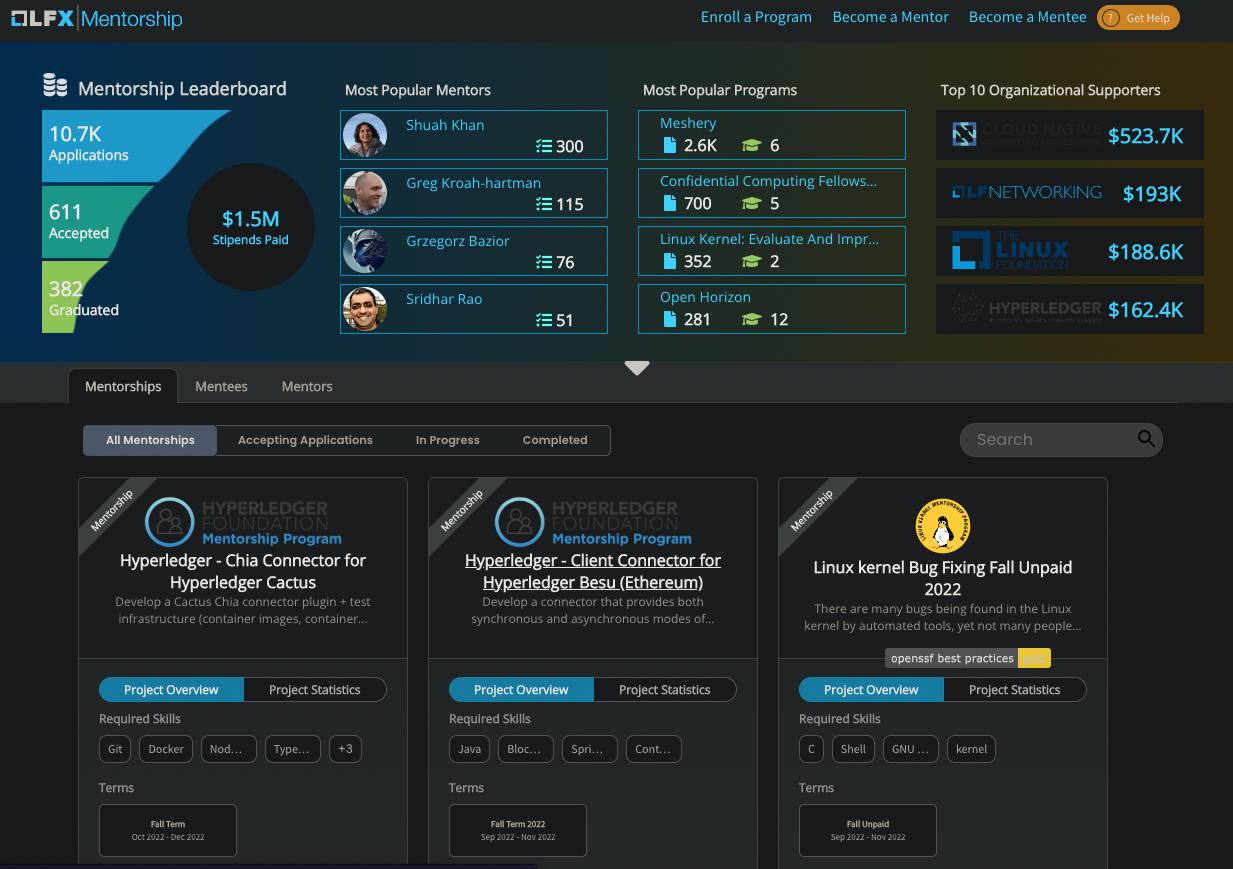 LFX Mentorship
Enroll a Program
Become a Mentor
Become a Mentee
? Get Help
Mentorship Leaderboard
10.7K
Applications
611
Accepted
382
Graduated
$1.5M
Stipends Paid
Most Popular Mentors
Shuah Khan
300
Greg Kroah-hartman
115
Grzegorz Bazior
76
Sridhar Rao
51
Most Popular Programs
Meshery
2.6K 6
Confidential Computing Fellows...
700 5
Linux Kernel: Evaluate And Impr...
352 2
Open Horizon
281 12
Top 10 Organizational Supporters
CLOUD NATIVE
COMPUTING FOUNDATION
$523.7K
LFNETWORKING
$193K
THE
LINUX
FOUNDATION
$188.6K
HYPERLEDGER
$162.4K
Mentorships
Mentees
Mentors
All Mentorships
Accepting Applications
In Progress
Completed
Search
Mentorship
HYPERLEDGER
FOUNDATION
Mentorship Program
Hyperledger - Chia Connector for
Hyperledger Cactus
Develop a Cactus Chia connector plugin + test
infrastructure (container images, container...
Project Overview
Project Statistics
Required Skills
Git
Docker
Nod...
Type...
+3
Terms
Fall Term
Oct 2022 - Dec 2022
Mentorship
HYPERLEDGER
FOUNDATION
Mentorship Program
Hyperledger - Client Connector for
Hyperledger Besu (Ethereum)
Develop a connector that provides both
synchronous and asynchronous modes of...
Project Overview
Project Statistics
Required Skills
Java
Bloc...
Spri...
Cont...
Terms
Fall Term 2022
Sep 2022 - Nov 2022
Mentorship
LINUX KERNEL MENTORSHIP PROGRAM
Linux kernel Bug Fixing Fall Unpaid
2022
There are many bugs being found in the Linux
kernel by automated tools, yet not many people...
openssf best practices
Project Overview
Project Statistics
Required Skills
C
Shell
GNU ...
kernel
Terms
Fall Unpaid
Sep 2022 - Nov 2022